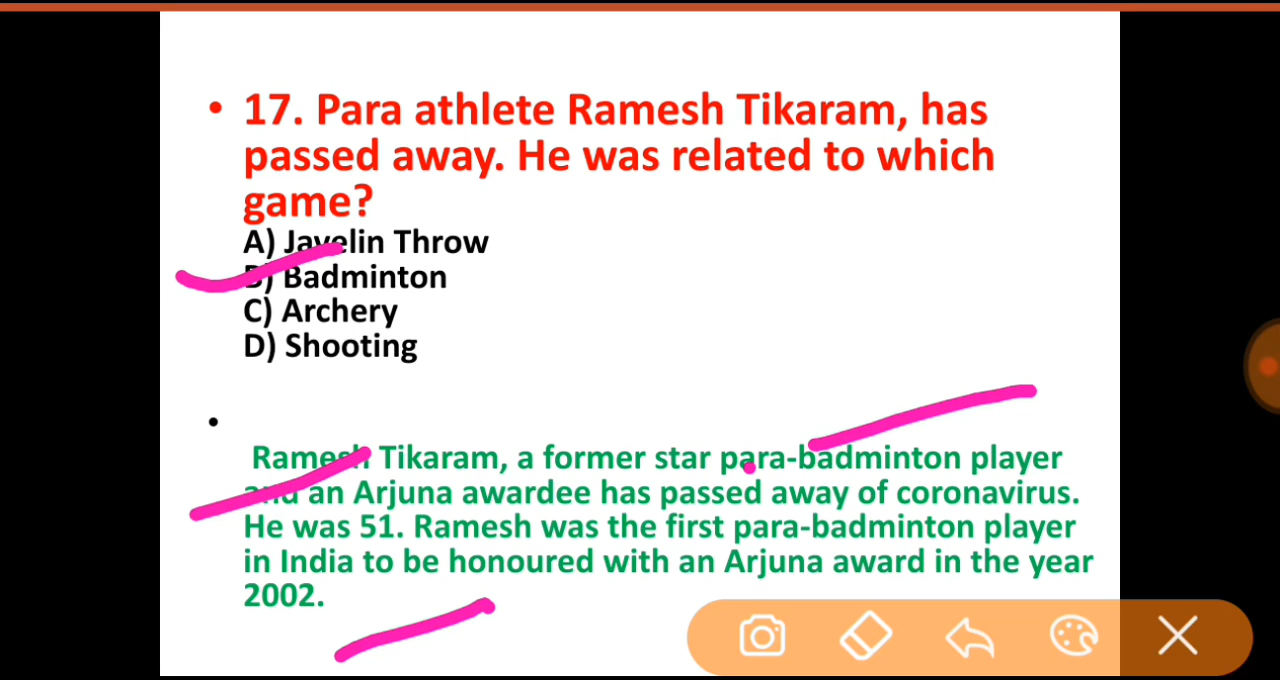 • 17. Para athlete Ramesh Tikaram, has
passed away. He was related to which
game?
A) Javelin Throw
B) Badminton
C) Archery
D) Shooting
•
Ramesh Tikaram, a former star para-badminton player
and an Arjuna awardee has passed away of coronavirus.
He was 51. Ramesh was the first para-badminton player
in India to be honoured with an Arjuna award in the year
2002.